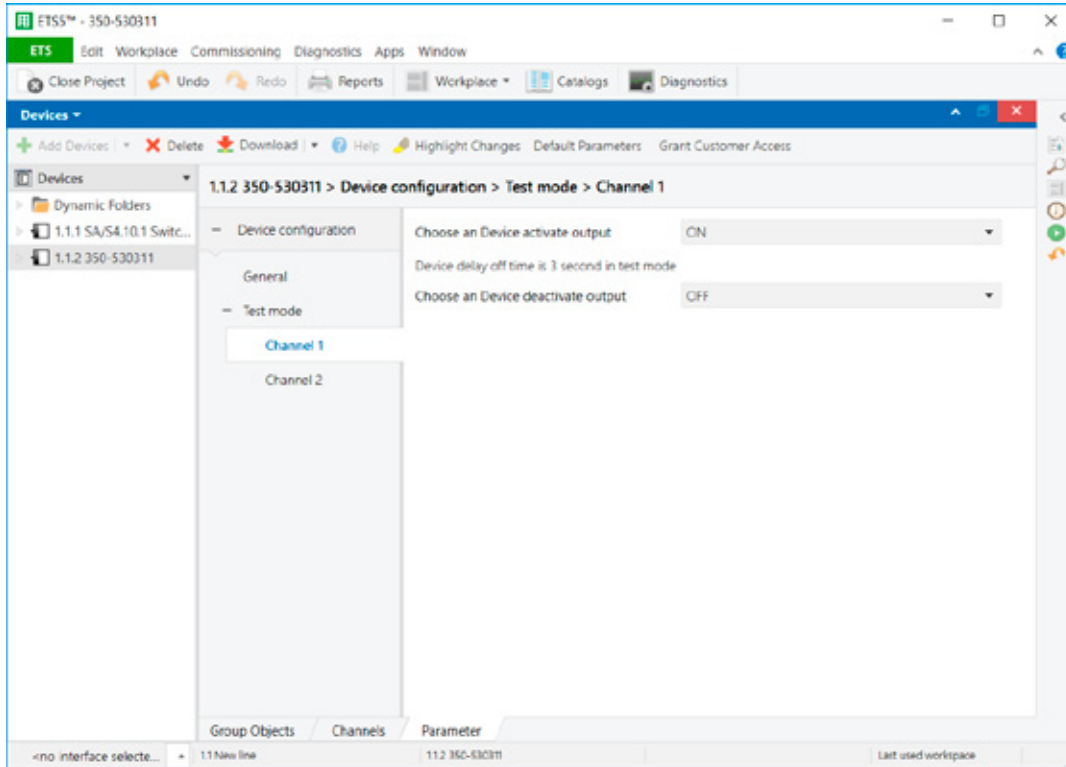 ETS5™ - 350-530311
ETS Edit Workplace Commissioning Diagnostics Apps Window
Close Project Undo Redo Reports Workplace Catalogs Diagnostics
Devices
Add Devices Delete Download Help Highlight Changes Default Parameters Grant Customer Access
Devices
Dynamic Folders
1.1.1 SA/S4.10.1 Switc...
1.1.2 350-530311
1.1.2 350-530311 > Device configuration > Test mode > Channel 1
Device configuration
General
Test mode
Channel 1
Channel 2
Choose an Device activate output ON
Device delay off time is 3 second in test mode
Choose an Device deactivate output OFF
Group Objects Channels Parameter
<no interface selecte... 1.1 New line 1.1.2 350-530311 Last used workspace